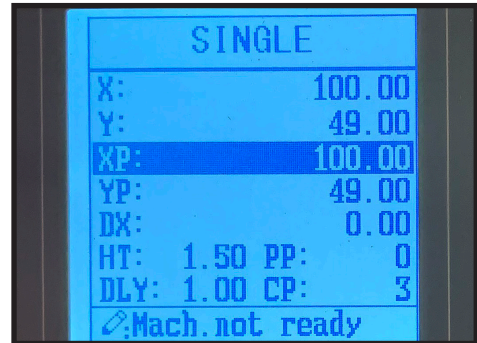 SINGLE
X: 100.00
Y: 49.00
XP: 100.00
YP: 49.00
DX: 0.00
HT: 1.50 PP: 0
DLY: 1.00 CP: 3
:Mach.not ready